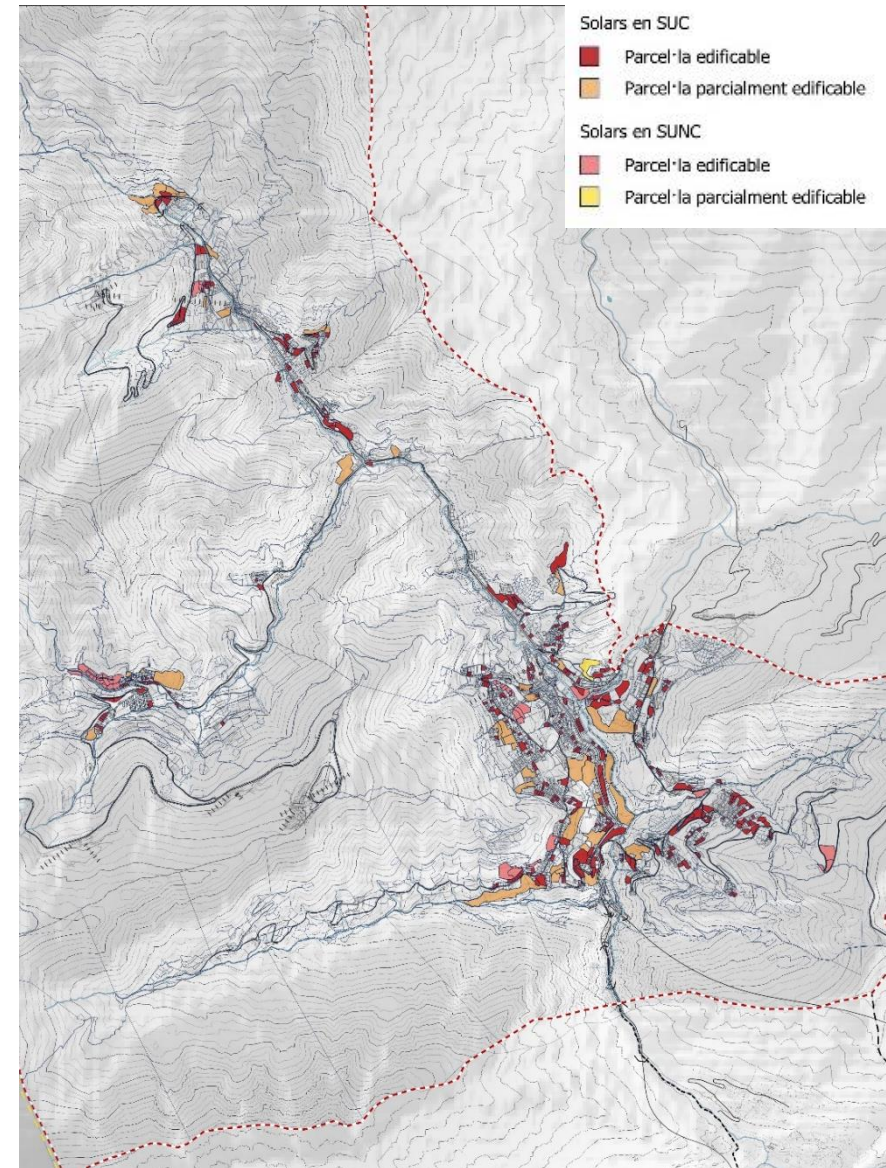 Solars en SUC
Parcel·la edificable
Parcel·la parcialment edificable
Solars en SUNC
Parcel·la edificable
Parcel·la parcialment edificable